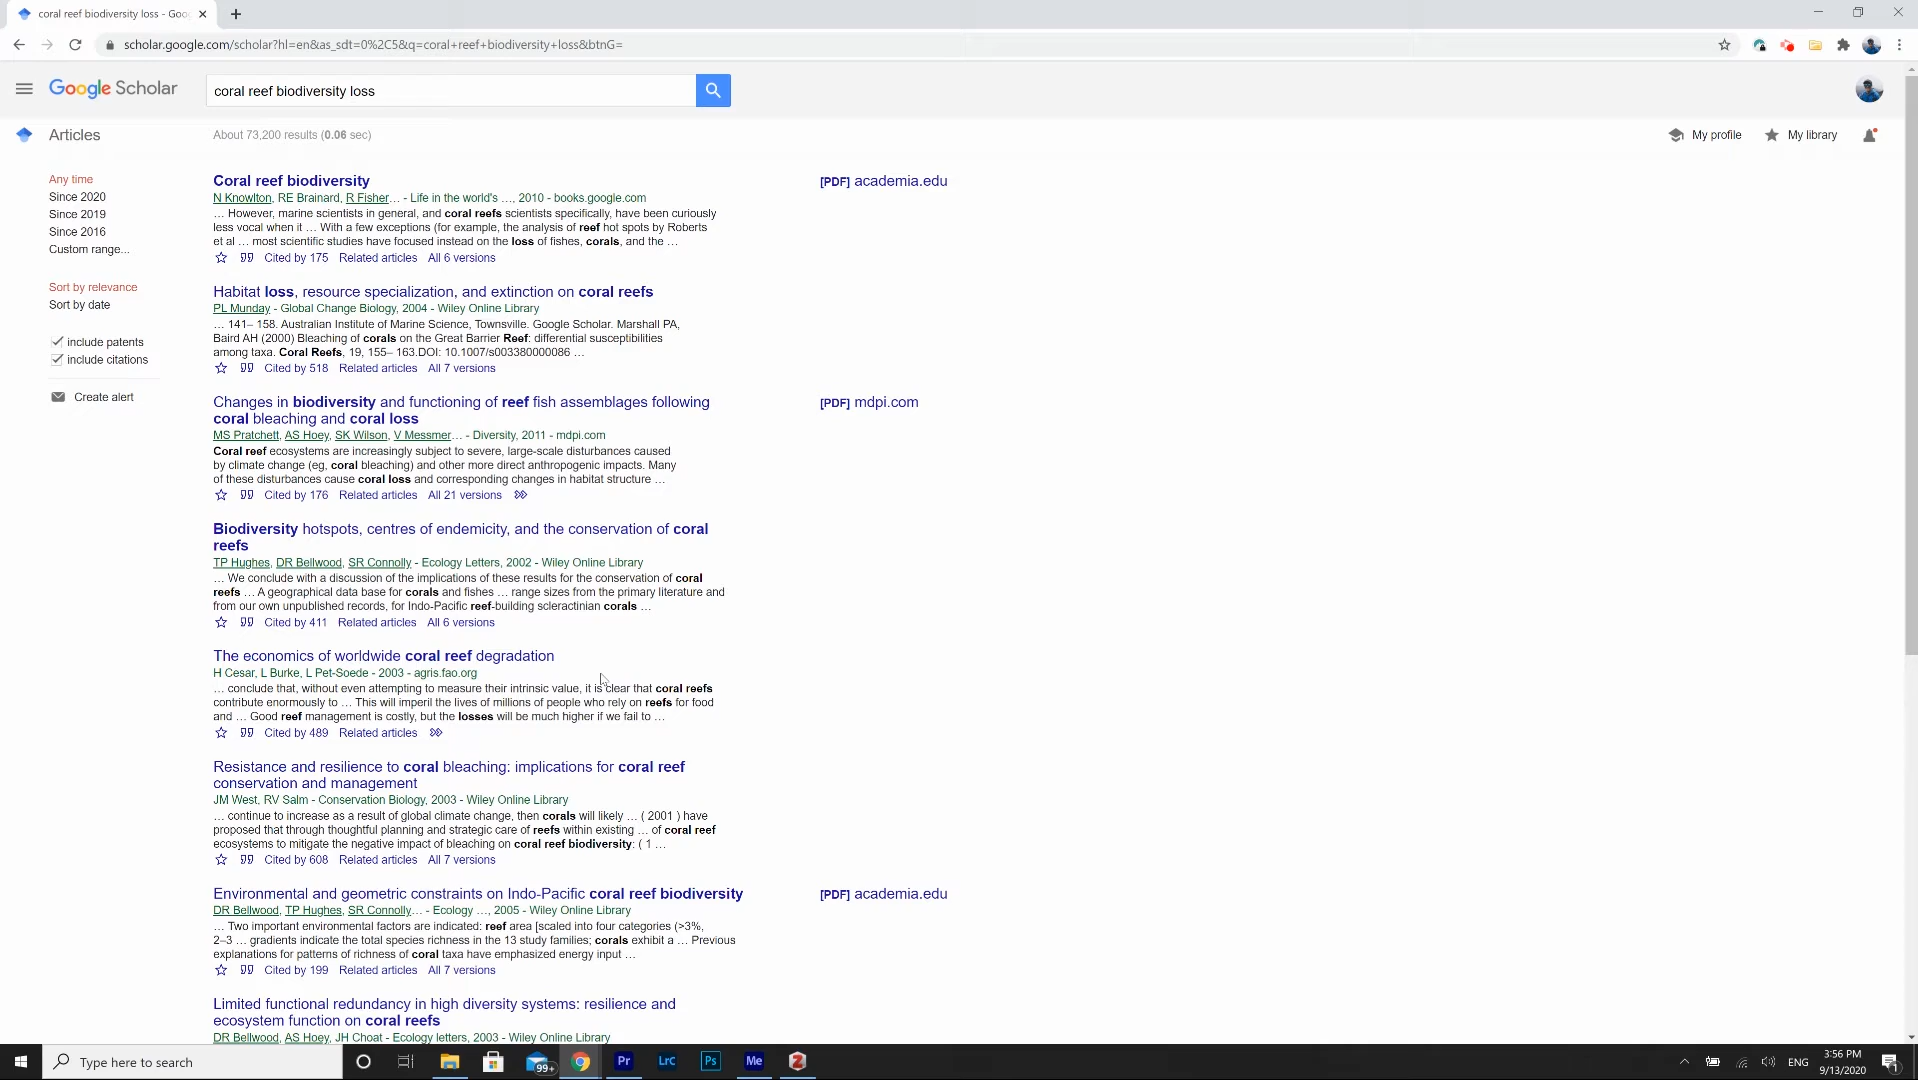 coral reef biodiversity loss - Goo
scholar.google.com/scholar?hl=en&as_sdt=0%2C5&q=coral+reef+biodiversity+loss&btnG=
Google Scholar
coral reef biodiversity loss
Articles
About 73,200 results (0.06 sec)
My profile
My library
Any time
Since 2020
Since 2019
Since 2016
Custom range...
Sort by relevance
Sort by date
include patents
include citations
Create alert
Coral reef biodiversity
N Knowlton, RE Brainard, R Fisher… - Life in the world's …, 2010 - books.google.com
… However, marine scientists in general, and coral reefs scientists specifically, have been curiously
less vocal when it … With a few exceptions (for example, the analysis of reef hot spots by Roberts
et al … most scientific studies have focused instead on the loss of fishes, corals, and the …
Cited by 175 Related articles All 6 versions
[PDF] academia.edu
Habitat loss, resource specialization, and extinction on coral reefs
PL Munday - Global Change Biology, 2004 - Wiley Online Library
… 141– 158. Australian Institute of Marine Science, Townsville. Google Scholar. Marshall PA,
Baird AH (2000) Bleaching of corals on the Great Barrier Reef: differential susceptibilities
among taxa. Coral Reefs, 19, 155– 163.DOI: 10.1007/s003380000086 …
Cited by 518 Related articles All 7 versions
Changes in biodiversity and functioning of reef fish assemblages following
coral bleaching and coral loss
MS Pratchett, AS Hoey, SK Wilson, V Messmer… - Diversity, 2011 - mdpi.com
Coral reef ecosystems are increasingly subject to severe, large-scale disturbances caused
by climate change (eg, coral bleaching) and other more direct anthropogenic impacts. Many
of these disturbances cause coral loss and corresponding changes in habitat structure …
Cited by 176 Related articles All 21 versions
[PDF] mdpi.com
Biodiversity hotspots, centres of endemicity, and the conservation of coral
reefs
TP Hughes, DR Bellwood, SR Connolly - Ecology Letters, 2002 - Wiley Online Library
… We conclude with a discussion of the implications of these results for the conservation of coral
reefs … A geographical data base for corals and fishes … range sizes from the primary literature and
from our own unpublished records, for Indo-Pacific reef-building scleractinian corals …
Cited by 411 Related articles All 6 versions
The economics of worldwide coral reef degradation
H Cesar, L Burke, L Pet-Soede - 2003 - agris.fao.org
… conclude that, without even attempting to measure their intrinsic value, it is clear that coral reefs
contribute enormously to … This will imperil the lives of millions of people who rely on reefs for food
and … Good reef management is costly, but the losses will be much higher if we fail to …
Cited by 489 Related articles
Resistance and resilience to coral bleaching: implications for coral reef
conservation and management
JM West, RV Salm - Conservation Biology, 2003 - Wiley Online Library
… continue to increase as a result of global climate change, then corals will likely … ( 2001 ) have
proposed that through thoughtful planning and strategic care of reefs within existing … of coral reef
ecosystems to mitigate the negative impact of bleaching on coral reef biodiversity: ( 1 …
Cited by 608 Related articles All 7 versions
Environmental and geometric constraints on Indo-Pacific coral reef biodiversity
DR Bellwood, TP Hughes, SR Connolly… - Ecology …, 2005 - Wiley Online Library
… Two important environmental factors are indicated: reef area [scaled into four categories (>3%,
2–3 … gradients indicate the total species richness in the 13 study families; corals exhibit a … Previous
explanations for patterns of richness of coral taxa have emphasized energy input …
Cited by 199 Related articles All 7 versions
[PDF] academia.edu
Limited functional redundancy in high diversity systems: resilience and
ecosystem function on coral reefs
DR Bellwood, AS Hoey, JH Choat - Ecology letters, 2003 - Wiley Online Library
Type here to search
99+
Pr
LrC
Ps
Me
Z
ENG
3:56 PM
9/13/2020
1